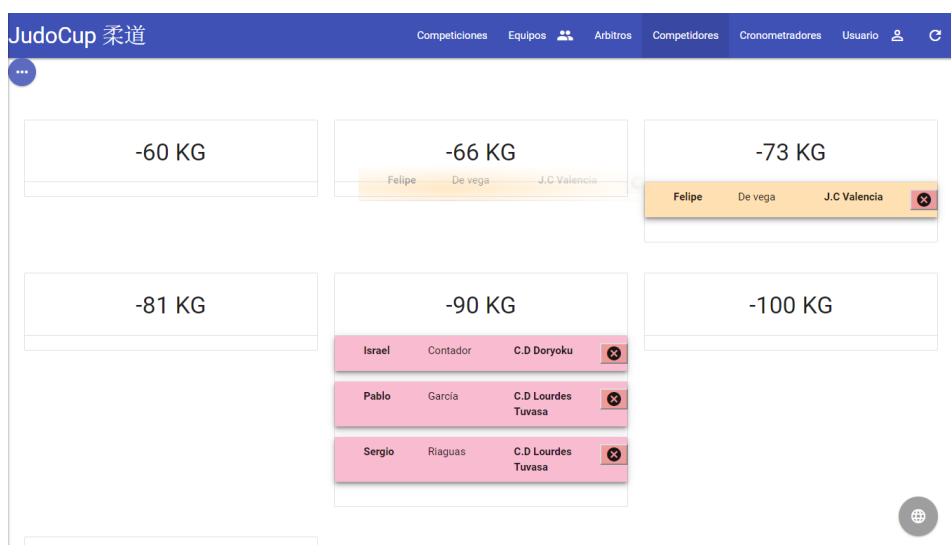 JudoCup 柔道
Competiciones Equipos Arbitros Competidores Cronometradores Usuario
-60 KG
-66 KG
-73 KG
Felipe De vega J.C Valencia
Felipe De vega J.C Valencia
-81 KG
-90 KG
-100 KG
Israel Contador C.D Doryoku
Pablo García C.D Lourdes
Tuvasa
Sergio Riaguas C.D Lourdes
Tuvasa